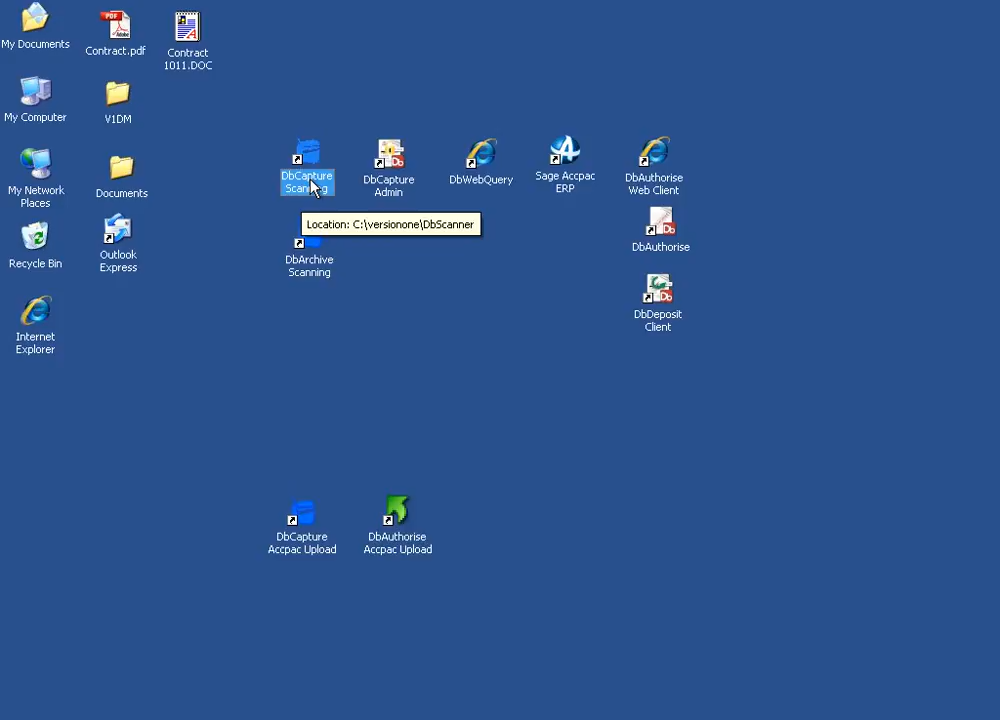 My Documents
Contract.pdf
Contract
1011.DOC
My Computer
V1DM
My Network
Places
Documents
Recycle Bin
Outlook
Express
Internet
Explorer
DbCapture
Scanning
DbCapture
Admin
DbWebQuery
Sage Accpac
ERP
DbAuthorise
Web Client
Location: C:\versionone\DbScanner
DbArchive
Scanning
DbAuthorise
DbDeposit
Client
DbCapture
Accpac Upload
DbAuthorise
Accpac Upload